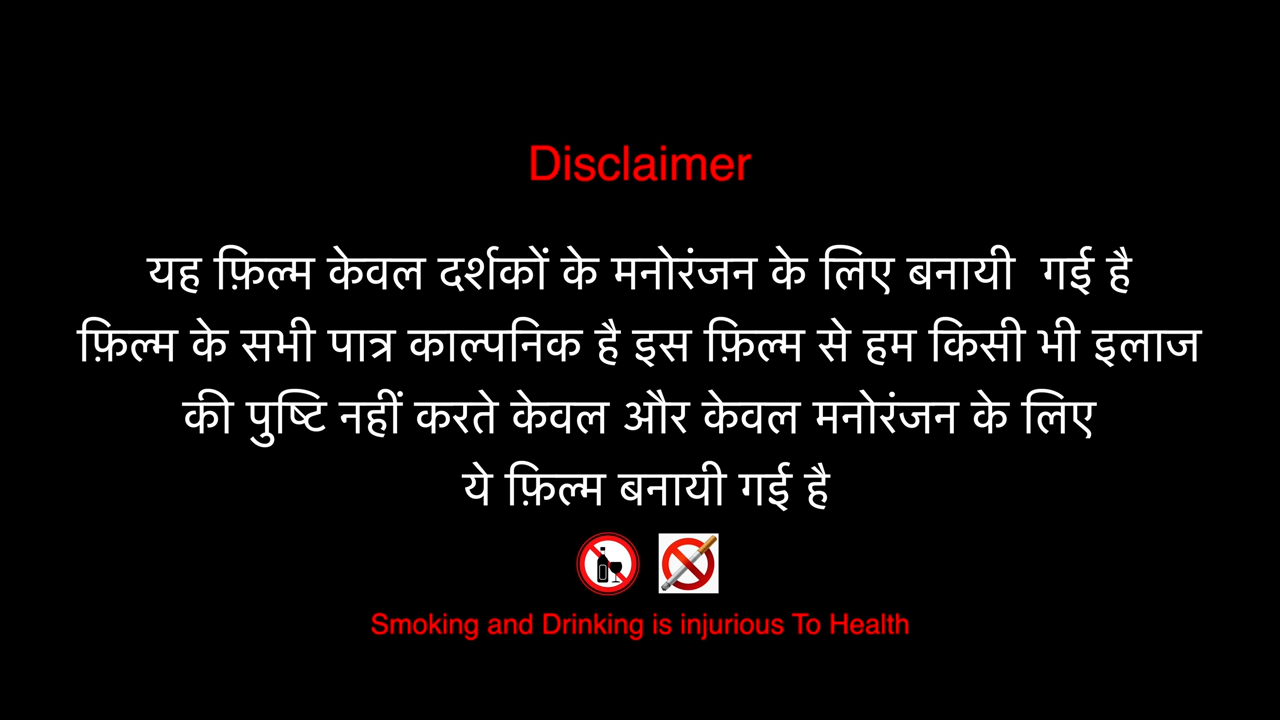 Disclaimer
यह फ़िल्म केवल दर्शकों के मनोरंजन के लिए बनायी  गई है
फ़िल्म के सभी पात्र काल्पनिक है इस फ़िल्म से हम किसी भी इलाज
की पुष्टि नहीं करते केवल और केवल मनोरंजन के लिए
ये फ़िल्म बनायी गई है
Smoking and Drinking is injurious To Health